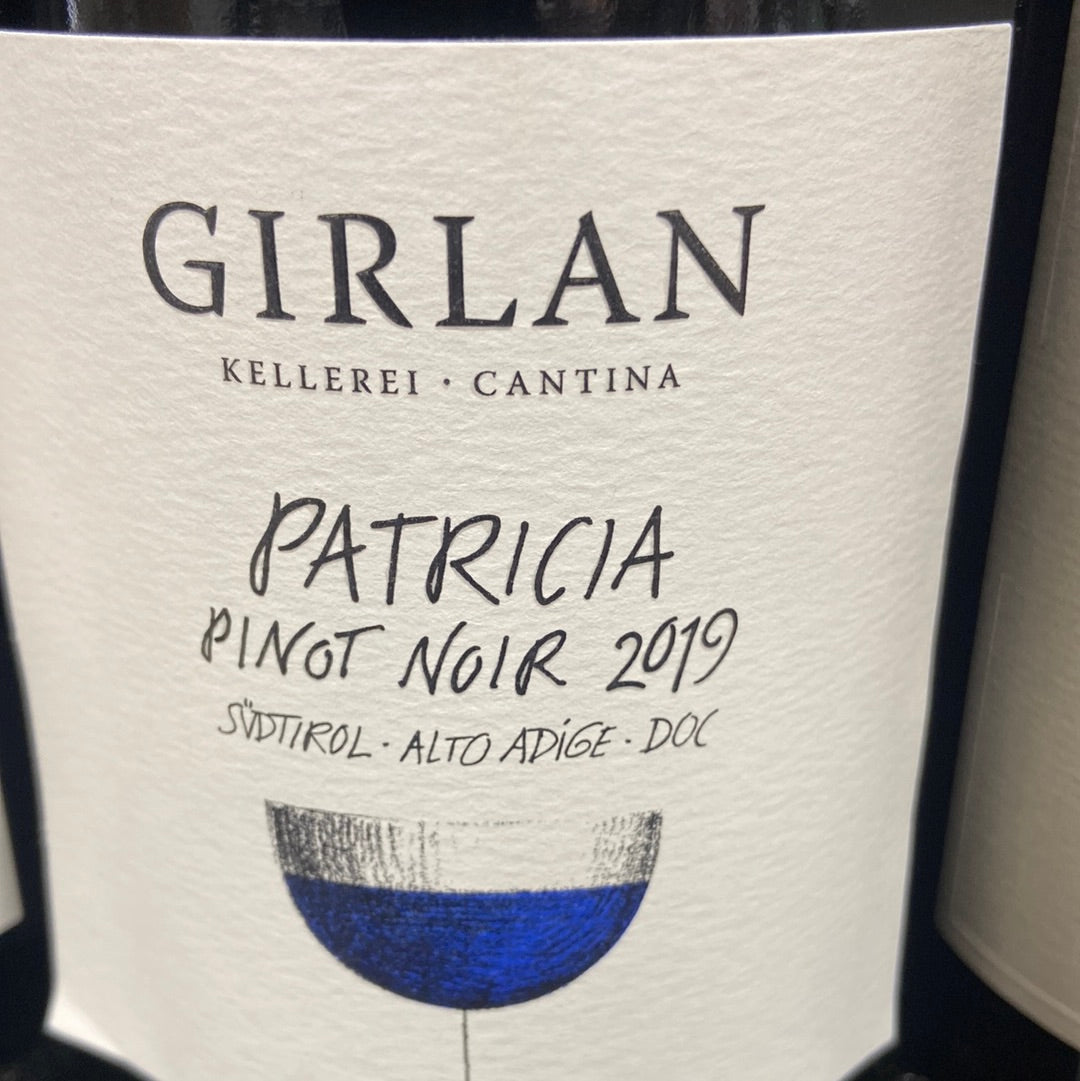 GIRLAN
KELLEREI · CANTINA
PATRICIA
PINOT NOIR 2019
SÜDTIROL · ALTO ADIGE · DOC